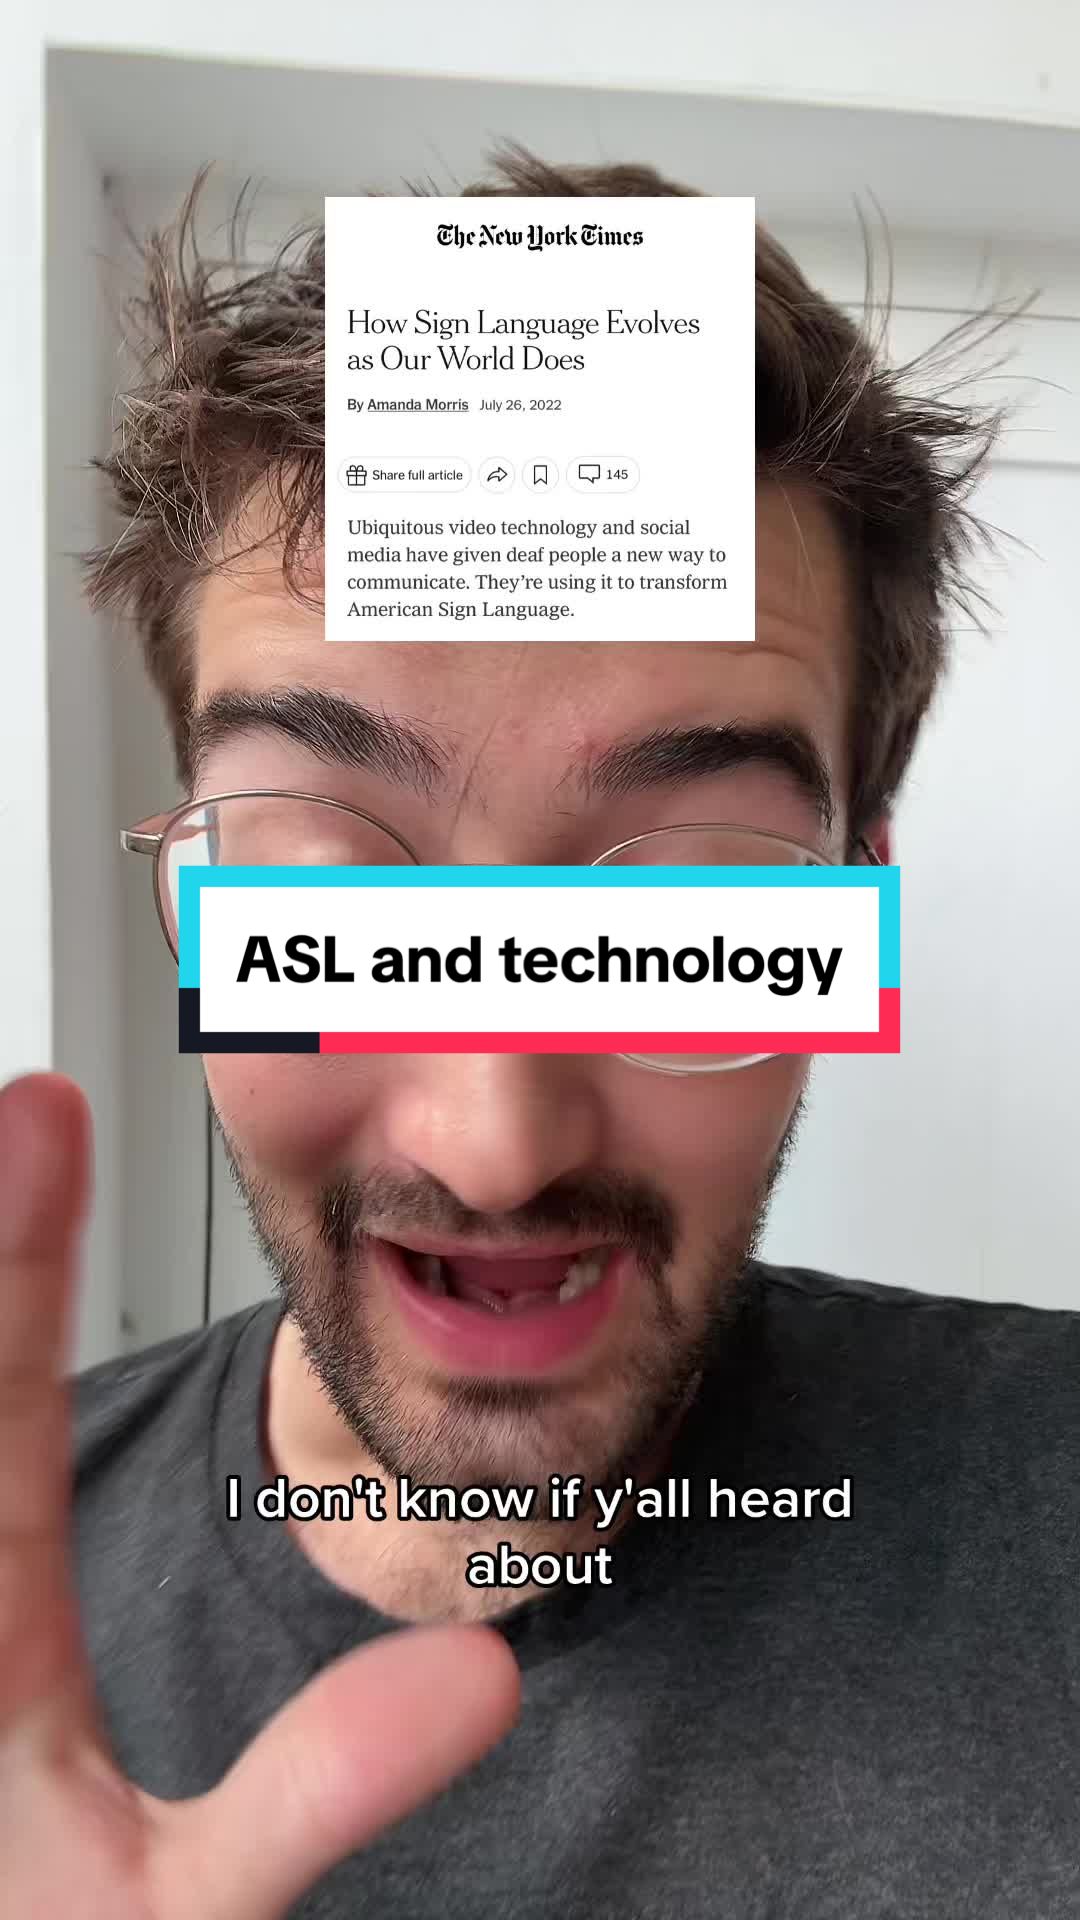 The New York Times
How Sign Language Evolves
as Our World Does
By Amanda Morris July 26, 2022
Share full article 145
Ubiquitous video technology and social
media have given deaf people a new way to
communicate. They’re using it to transform
American Sign Language.
ASL and technology
I don't know if y'all heard
about